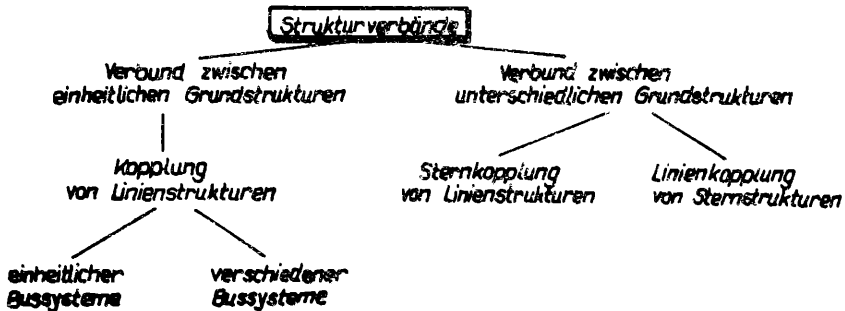 Strukturverbände
Verbund zwischen
einheitlichen Grundstrukturen
Verbund zwischen
unterschiedlichen Grundstrukturen
Kopplung
von Linienstrukturen
Sternkopplung
von Linienstrukturen
Linienkopplung
von Sternstrukturen
einheitlicher
Bussysteme
verschiedener
Bussysteme